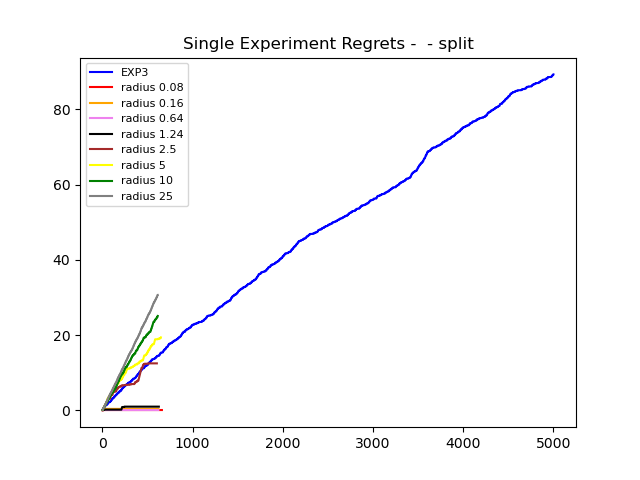 Single Experiment Regrets -  - split
EXP3
radius 0.08
radius 0.16
radius 0.64
radius 1.24
radius 2.5
radius 5
radius 10
radius 25
80
60
40
20
0
0 1000 2000 3000 4000 5000